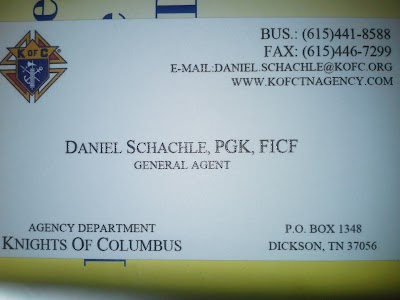 BUS.: (615)441-8588
FAX: (615)446-7299
E-MAIL:DANIEL.SCHACHLE@KOFC.ORG
WWW.KOFCTNAGENCY.COM
K OF C
DANIEL SCHACHLE, PGK, FICF
GENERAL AGENT
AGENCY DEPARTMENT
KNIGHTS OF COLUMBUS
P.O. BOX 1348
DICKSON, TN 37056